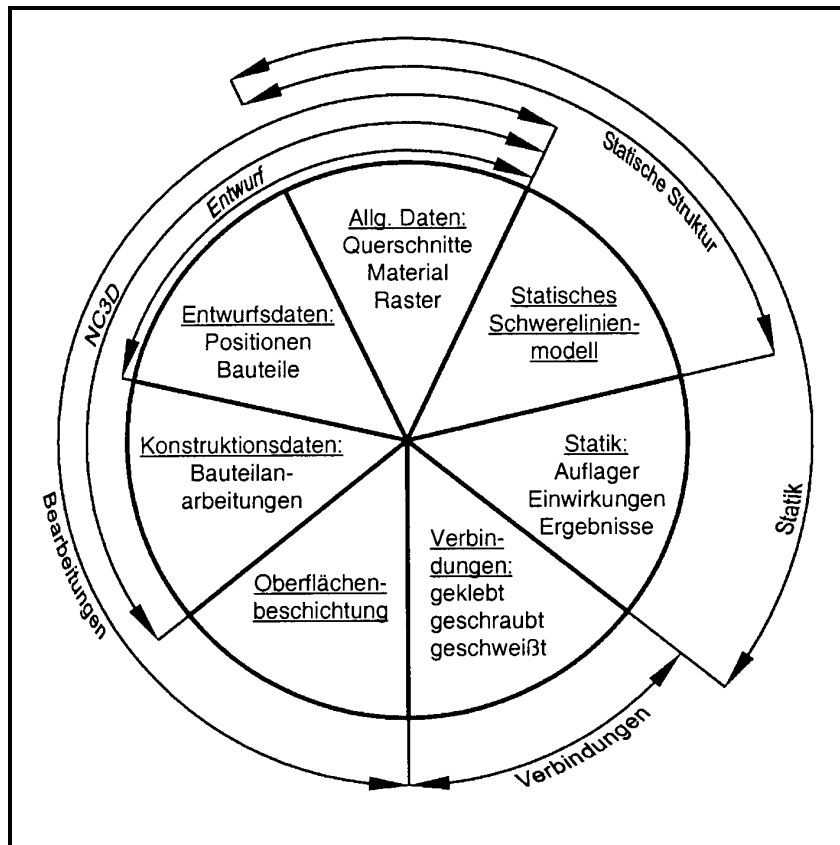 Statische Struktur
Entwurf
Allg. Daten:
Querschnitte
Material
Raster
NC3D
Entwurfsdaten:
Positionen
Bauteile
Statisches
Schwerelinien-
modell
Konstruktionsdaten:
Bauteilan-
arbeitungen
Statik:
Auflager
Einwirkungen
Ergebnisse
Statik
Bearbeitungen
Oberflächen-
beschichtung
Verbin-
dungen:
geklebt
geschraubt
geschweißt
Verbindungen